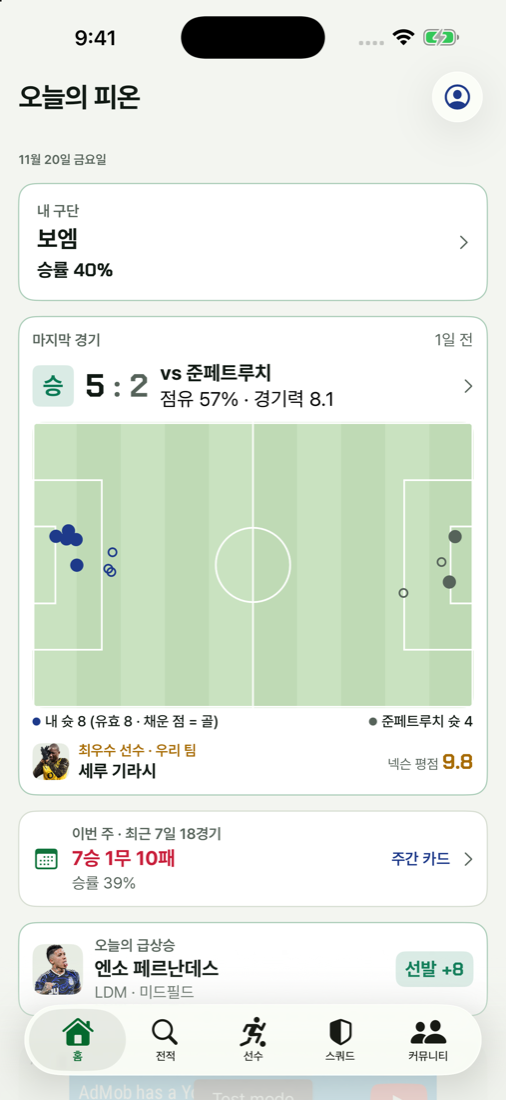 9:41
오늘의 피온
11월 20일 금요일
내 구단
보엠
승률 40%
마지막 경기
1일 전
승
5 : 2
vs 준페트루치
점유 57% · 경기력 8.1
내 슛 8 (유효 8 · 채운 점 = 골)
준페트루치 슛 4
최우수 선수 · 우리 팀
세루 기라시
넥슨 평점 9.8
이번 주 · 최근 7일 18경기
7승 1무 10패
승률 39%
주간 카드
오늘의 급상승
엔소 페르난데스
LDM · 미드필드
선발 +8
홈
전적
선수
스쿼드
커뮤니티
AdMob has a
Test mode